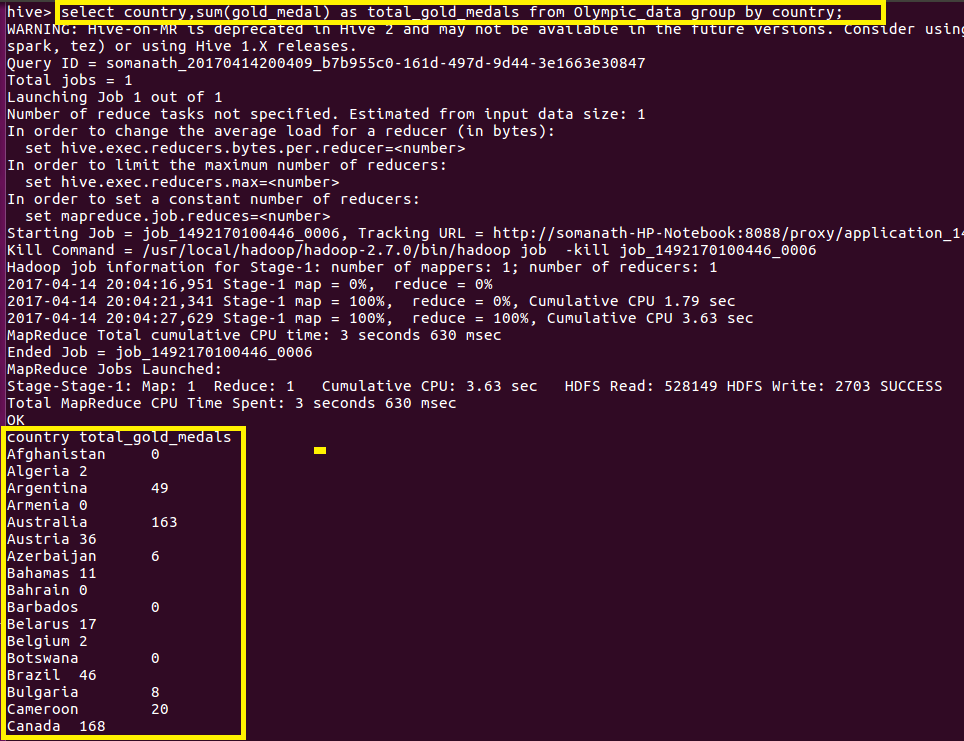 hive> select country,sum(gold_medal) as total_gold_medals from Olympic_data group by country;
WARNING: Hive-on-MR is deprecated in Hive 2 and may not be available in the future versions. Consider using
spark, tez) or using Hive 1.X releases.
Query ID = somanath_20170414200409_b7b955c0-161d-497d-9d44-3e1663e30847
Total jobs = 1
Launching Job 1 out of 1
Number of reduce tasks not specified. Estimated from input data size: 1
In order to change the average load for a reducer (in bytes):
  set hive.exec.reducers.bytes.per.reducer=<number>
In order to limit the maximum number of reducers:
  set hive.exec.reducers.max=<number>
In order to set a constant number of reducers:
  set mapreduce.job.reduces=<number>
Starting Job = job_1492170100446_0006, Tracking URL = http://somanath-HP-Notebook:8088/proxy/application_14
Kill Command = /usr/local/hadoop/hadoop-2.7.0/bin/hadoop job  -kill job_1492170100446_0006
Hadoop job information for Stage-1: number of mappers: 1; number of reducers: 1
2017-04-14 20:04:16,951 Stage-1 map = 0%,  reduce = 0%
2017-04-14 20:04:21,341 Stage-1 map = 100%,  reduce = 0%, Cumulative CPU 1.79 sec
2017-04-14 20:04:27,629 Stage-1 map = 100%,  reduce = 100%, Cumulative CPU 3.63 sec
MapReduce Total cumulative CPU time: 3 seconds 630 msec
Ended Job = job_1492170100446_0006
MapReduce Jobs Launched:
Stage-Stage-1: Map: 1  Reduce: 1   Cumulative CPU: 3.63 sec   HDFS Read: 528149 HDFS Write: 2703 SUCCESS
Total MapReduce CPU Time Spent: 3 seconds 630 msec
OK
country total_gold_medals
Afghanistan     0
Algeria 2
Argentina       49
Armenia 0
Australia       163
Austria 36
Azerbaijan      6
Bahamas 11
Bahrain 0
Barbados        0
Belarus 17
Belgium 2
Botswana        0
Brazil  46
Bulgaria        8
Cameroon        20
Canada  168